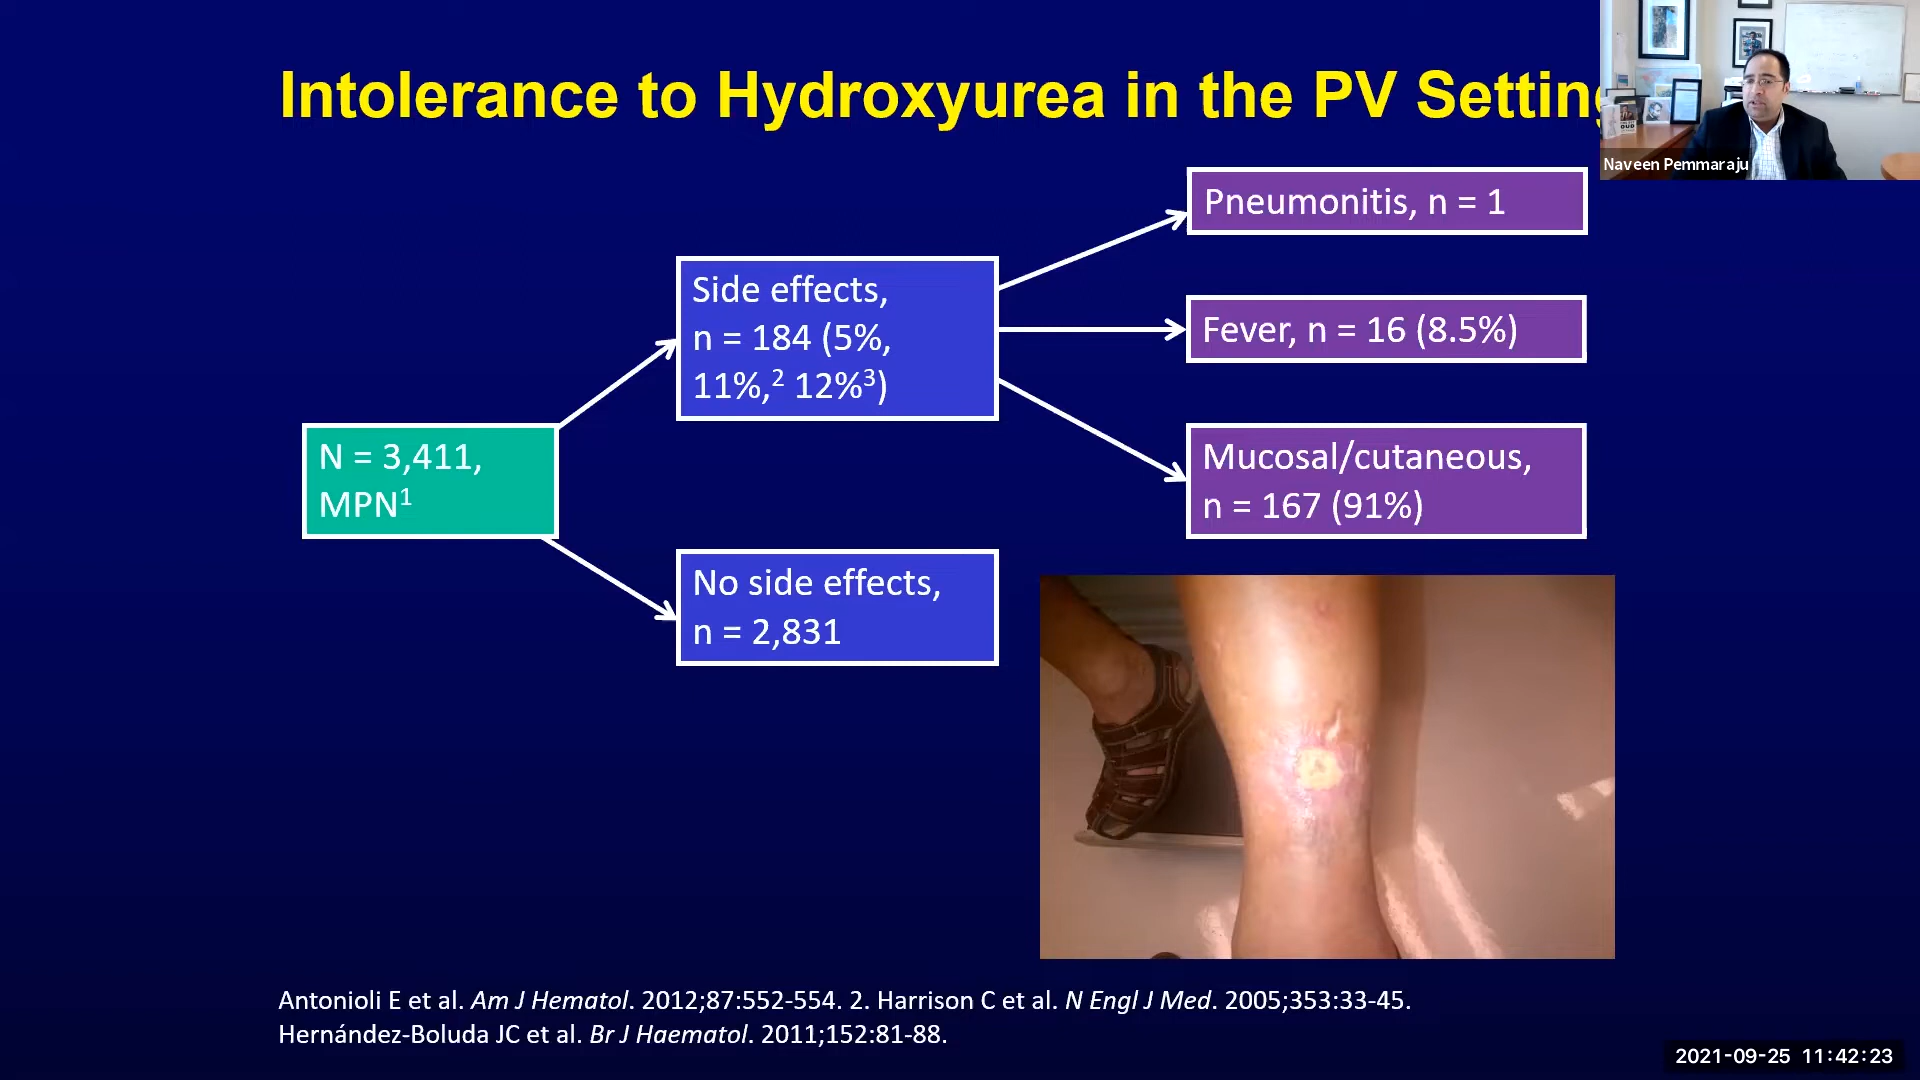 Intolerance to Hydroxyurea in the PV Setting
Naveen Pemmaraju
Pneumonitis, n = 1
Side effects,
n = 184 (5%,
11%,² 12%³)
Fever, n = 16 (8.5%)
N = 3,411,
MPN¹
Mucosal/cutaneous,
n = 167 (91%)
No side effects,
n = 2,831
Antonioli E et al. Am J Hematol. 2012;87:552-554. 2. Harrison C et al. N Engl J Med. 2005;353:33-45.
Hernández-Boluda JC et al. Br J Haematol. 2011;152:81-88.
2021-09-25 11:42:23